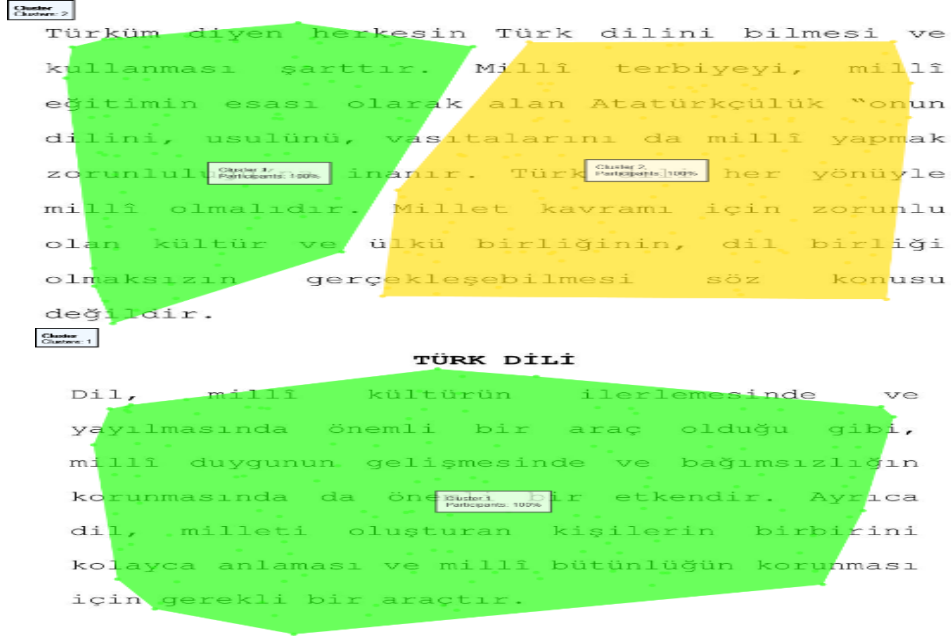 Cluster
Clusters: 2
Türküm diyen herkesin Türk dilini bilmesi ve
kullanması şarttır. Millî terbiyeyi, millî
eğitimin esası olarak alan Atatürkçülük “onun
dilini, usulünü, vasıtalarını da millî yapmak
inanır. her yönüyle
Cluster 1.
Participants: 100%
Cluster 2.
Participants: 100%
millî olmalıdır. Millet kavramı için zorunlu
olan kültür ve ülkü birliğinin, dil birliği
olmaksızın gerçekleşebilmesi söz konusu
değildir.
Cluster
Clusters: 1
TÜRK DİLİ
Dil, millî kültürün ilerlemesinde ve
yayılmasında önemli bir araç olduğu gibi,
millî duygunun gelişmesinde ve bağımsızlığın
korunmasında da bir etkendir. Ayrıca
Cluster 1.
Participants: 100%
dil, milleti oluşturan kişilerin birbirini
kolayca anlaması ve millî bütünlüğün korunması
için gerekli bir araçtır.